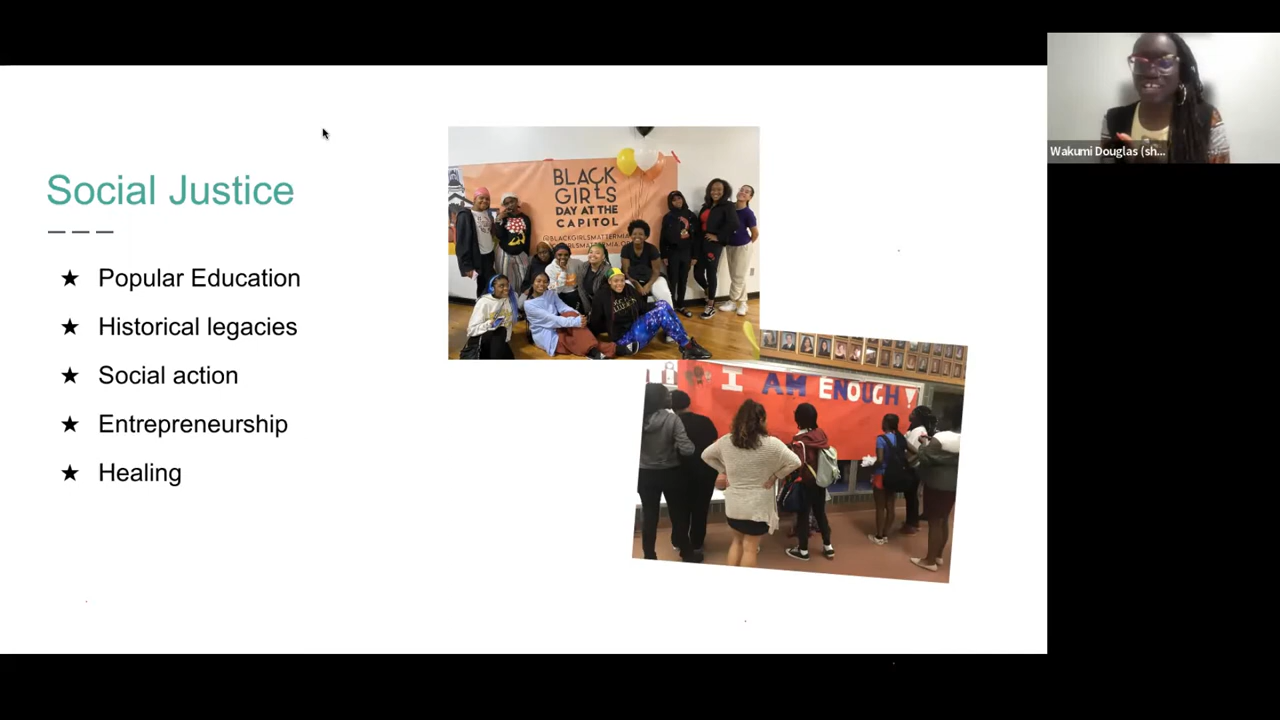 Social Justice
Popular Education
Historical legacies
Social action
Entrepreneurship
Healing
BLACK
GIRLS
DAY AT THE
CAPITOL
@BLACKGIRLSMATTERMIA
I AM ENOUGH!
Wakumi Douglas (sh...